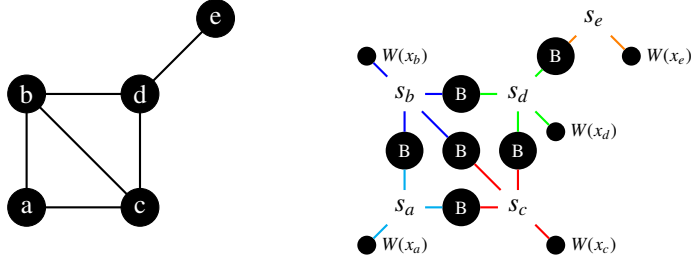 e
b d
a c
s_e
W(x_b) B W(x_e)
s_b B s_d
W(x_d)
B B B
s_a B s_c
W(x_a) W(x_c)